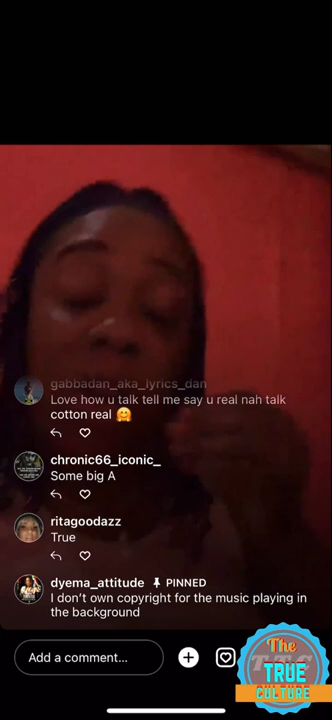 gabbadan_aka_lyrics_dan
Love how u talk tell me say u real nah talk
cotton real 🤗
chronic66_iconic_
Some big A
ritagoodazz
True
dyema_attitude PINNED
I don't own copyright for the music playing in
the background
Add a comment...
The
TRUE
CULTURE